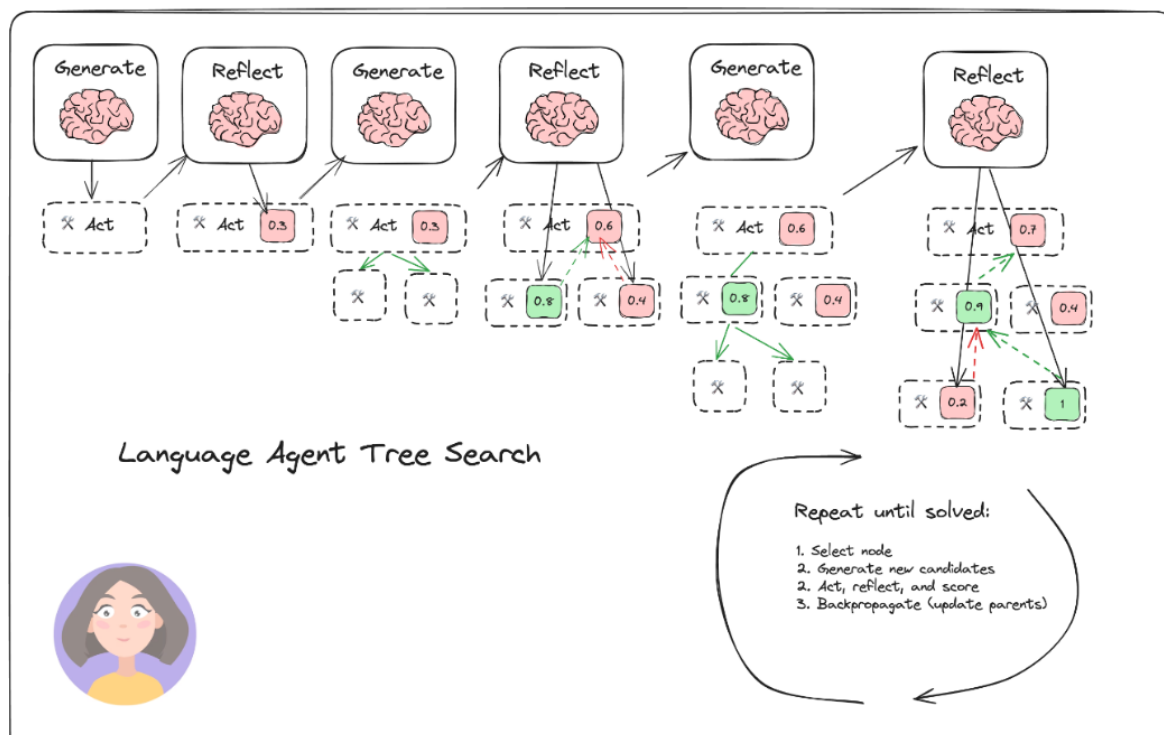 Generate
Reflect
Generate
Reflect
Generate
Reflect
Act
Act 0.3
Act 0.3
Act 0.6
0.8
0.4
Act 0.6
0.8
0.4
Act 0.7
0.9
0.4
0.2
1
Language Agent Tree Search
Repeat until solved:
1. Select node
2. Generate new candidates
2. Act, reflect, and score
3. Backpropagate (update parents)